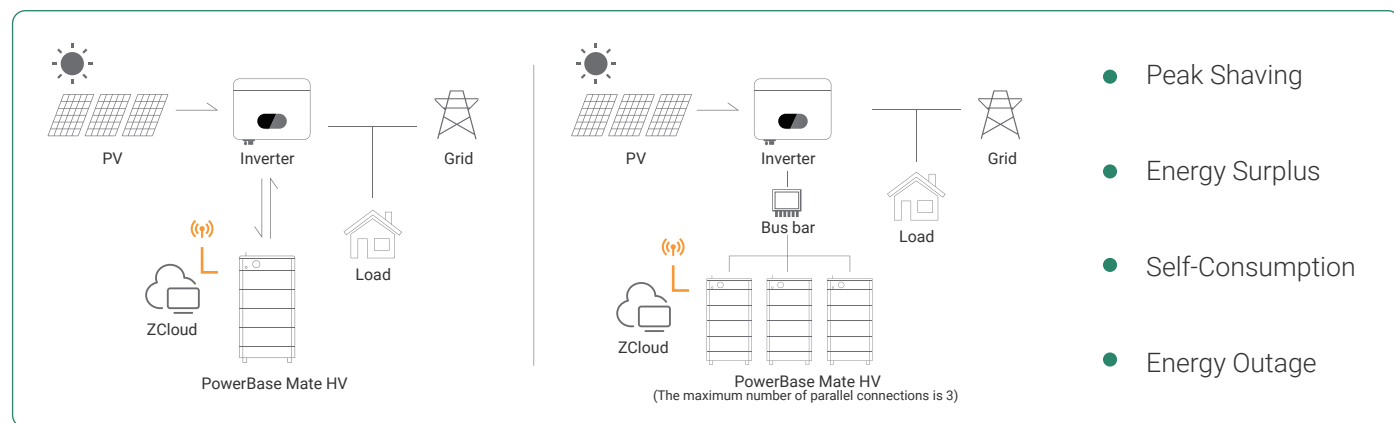 PV
Inverter
Grid
Load
ZCloud
PowerBase Mate HV
PV
Inverter
Grid
Bus bar
Load
ZCloud
PowerBase Mate HV
(The maximum number of parallel connections is 3)
Peak Shaving
Energy Surplus
Self-Consumption
Energy Outage